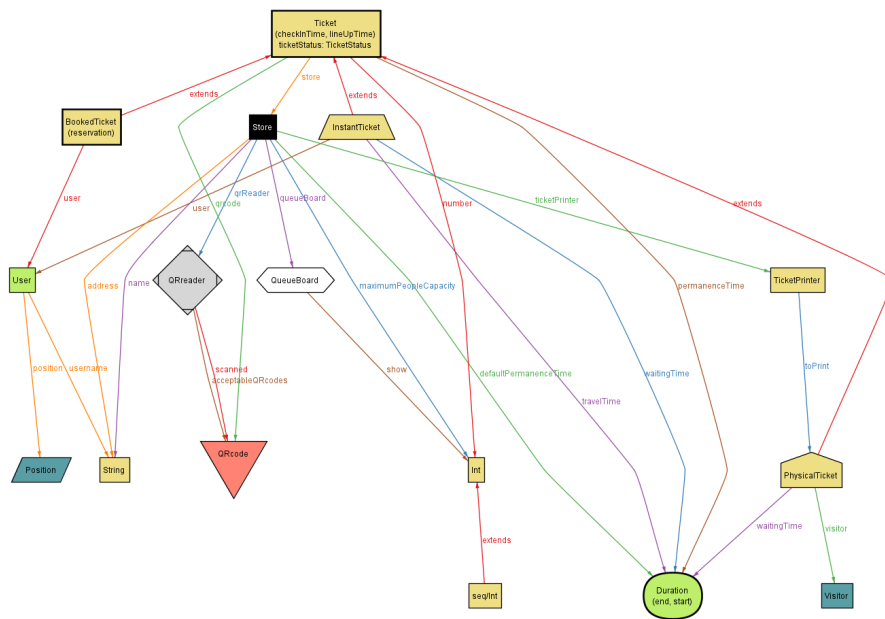 Ticket
(checkInTime, lineUpTime)
ticketStatus: TicketStatus
store
extends
extends
BookedTicket
(reservation)
Store
InstantTicket
user
user
qrcode
qrReader
queueBoard
number
ticketPrinter
extends
User
address
name
QRreader
QueueBoard
maximumPeopleCapacity
permanenceTime
TicketPrinter
position
username
scanned
acceptableQRcodes
show
defaultPermanenceTime
travelTime
waitingTime
toPrint
Position
String
QRcode
Int
PhysicalTicket
extends
waitingTime
visitor
seq/Int
Duration
(end, start)
Visitor